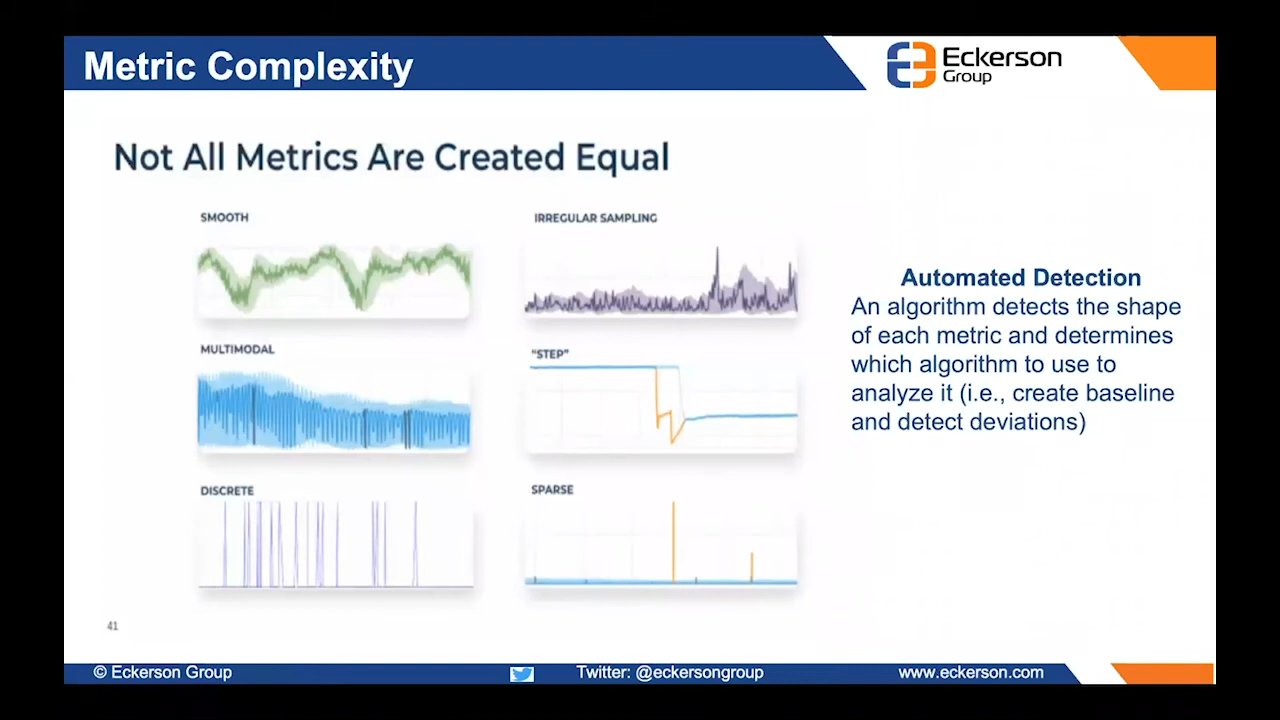 Metric Complexity
Eckerson
Group
Not All Metrics Are Created Equal
SMOOTH
IRREGULAR SAMPLING
MULTIMODAL
"STEP"
DISCRETE
SPARSE
Automated Detection
An algorithm detects the shape
of each metric and determines
which algorithm to use to
analyze it (i.e., create baseline
and detect deviations)
41
© Eckerson Group
Twitter: @eckersongroup
www.eckerson.com